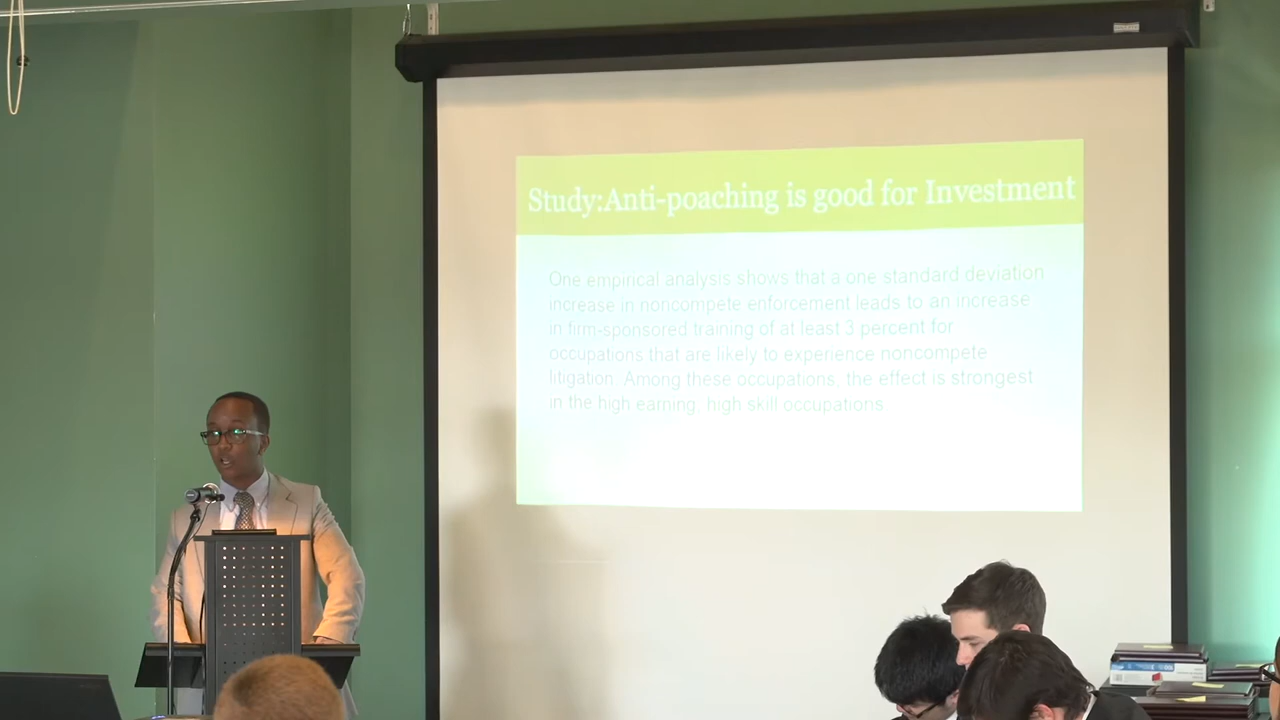 Study:Anti-poaching is good for Investment
One empirical analysis shows that a one standard deviation
increase in noncompete enforcement leads to an increase
in firm-sponsored training of at least 3 percent for
occupations that are likely to experience noncompete
litigation. Among these occupations, the effect is strongest
in the high earning, high skill occupations